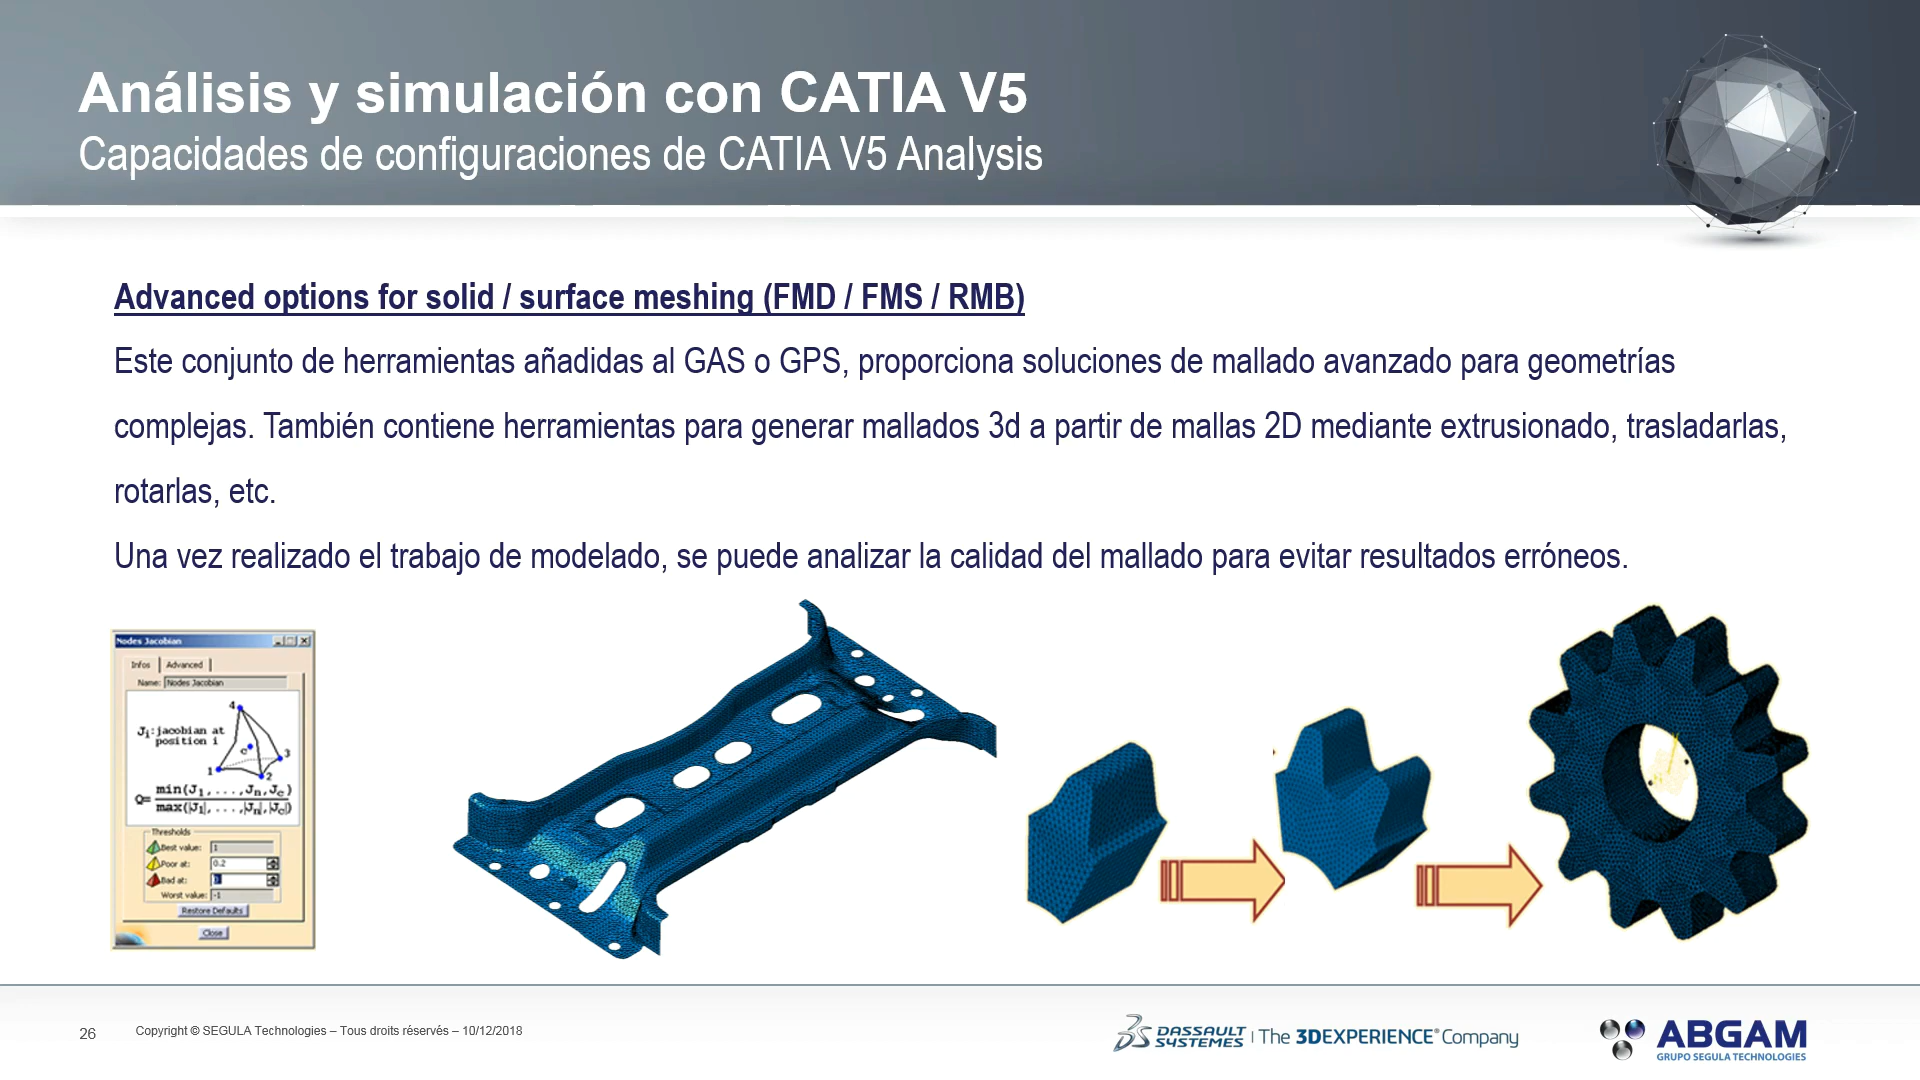 Análisis y simulación con CATIA V5
Capacidades de configuraciones de CATIA V5 Analysis
Advanced options for solid / surface meshing (FMD / FMS / RMB)
Este conjunto de herramientas añadidas al GAS o GPS, proporciona soluciones de mallado avanzado para geometrías
complejas. También contiene herramientas para generar mallados 3d a partir de mallas 2D mediante extrusionado, trasladarlas,
rotarlas, etc.
Una vez realizado el trabajo de modelado, se puede analizar la calidad del mallado para evitar resultados erróneos.
Nodes Jacobian
Infos Advanced
Name: Nodes Jacobian
4
Ji:jacobian at
position i
c
3
1
2
Q= min(J1,...,Jn,Jc)
max(|J1|,...,|Jn|,|Jc|)
Thresholds
Best value: 1
Poor at: 0.2
Bad at:
Worst value: -1
Restore Defaults
Close
26
Copyright © SEGULA Technologies – Tous droits réservés – 10/12/2018
DASSAULT SYSTEMES | The 3DEXPERIENCE® Company
ABGAM
GRUPO SEGULA TECHNOLOGIES